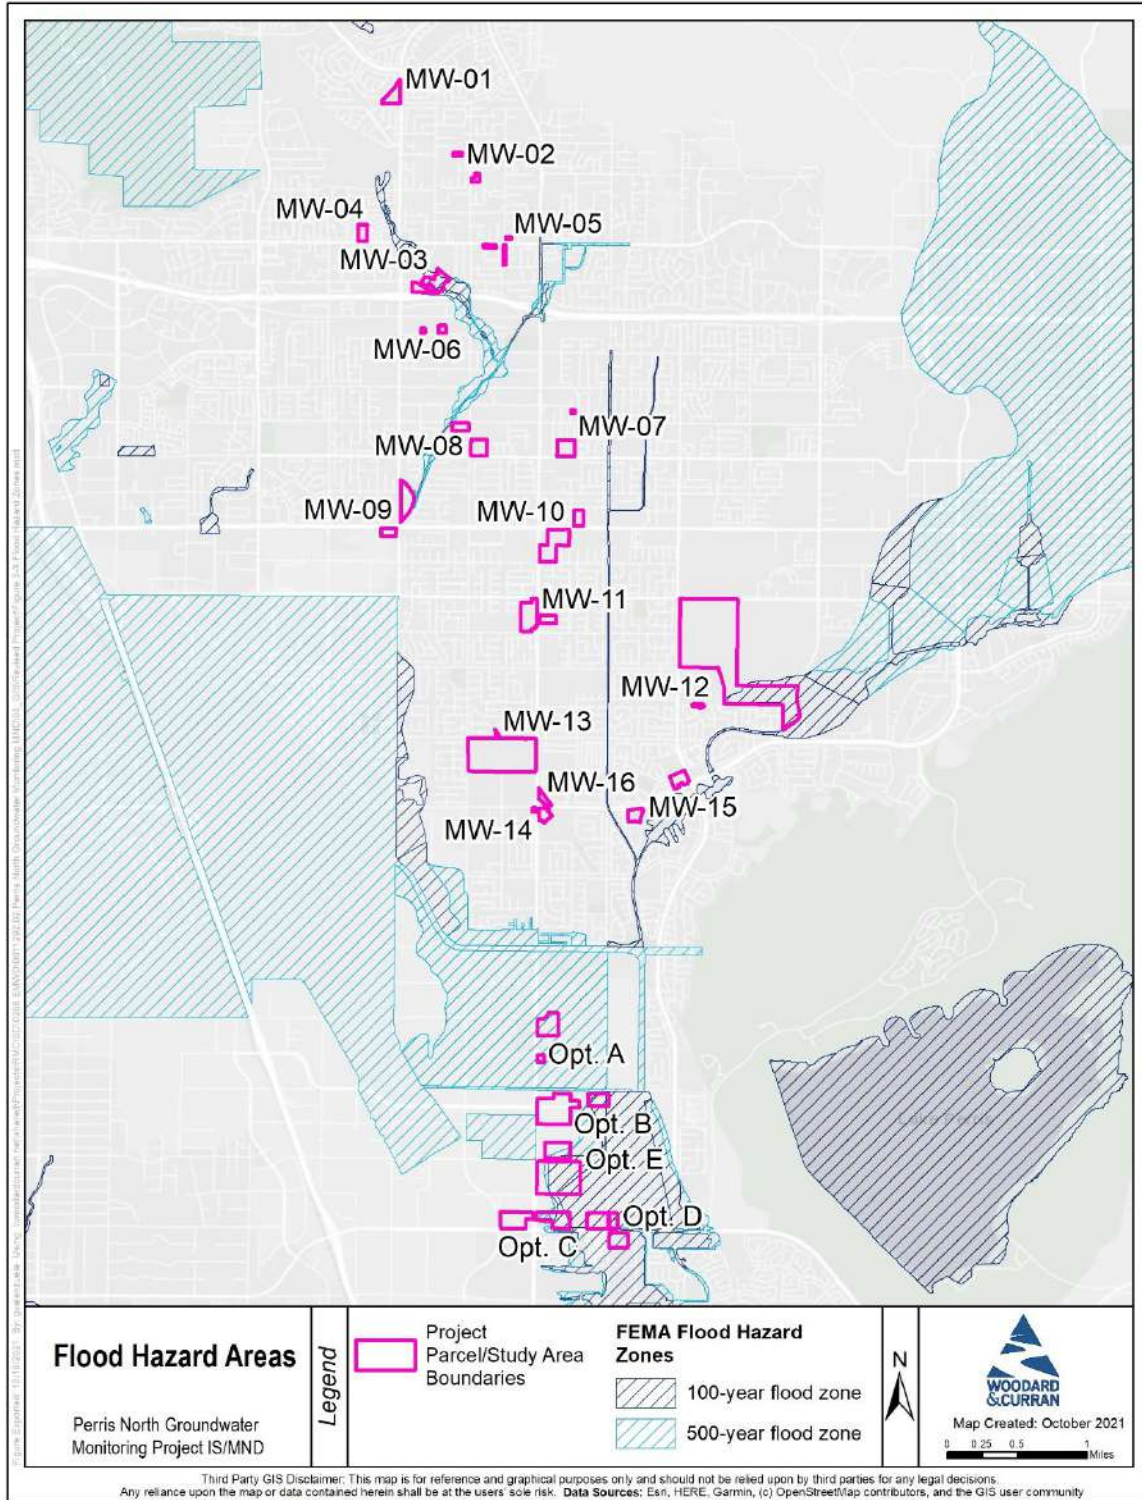 MW-01
MW-02
MW-04
MW-05
MW-03
MW-06
MW-07
MW-08
MW-09
MW-10
MW-11
MW-12
MW-13
MW-16
MW-15
MW-14
Opt. A
Opt. B
Opt. E
Opt. D
Opt. C
Flood Hazard Areas
Perris North Groundwater
Monitoring Project IS/MND
Legend
Project
Parcel/Study Area
Boundaries
FEMA Flood Hazard
Zones
100-year flood zone
500-year flood zone
N
WOODARD
&CURRAN
Map Created: October 2021
0 0.25 0.5 1
Miles
Third Party GIS Disclaimer: This map is for reference and graphical purposes only and should not be relied upon by third parties for any legal decisions.
Any reliance upon the map or data contained herein shall be at the users' sole risk. Data Sources: Esri, HERE, Garmin, (c) OpenStreetMap contributors, and the GIS user community